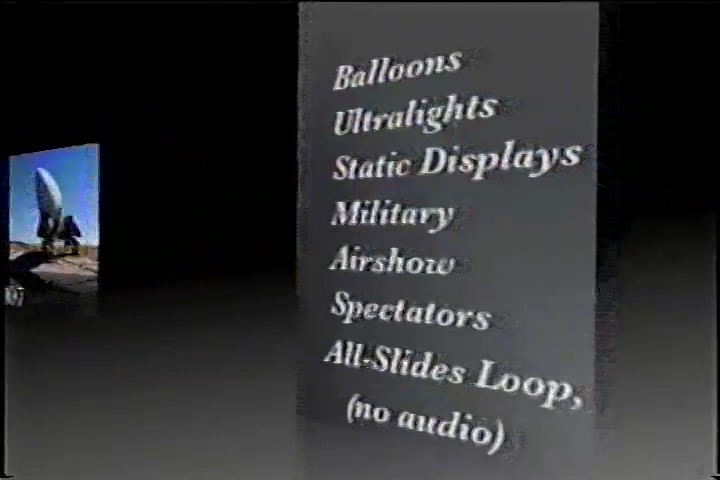 Balloons
Ultralights
Static Displays
Military
Airshow
Spectators
All-Slides Loop,
(no audio)